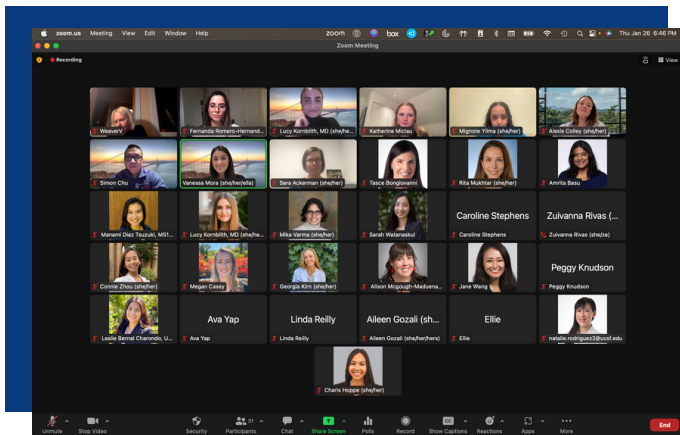 zoom.us Meeting View Edit Window Help zoom box Thu Jan 26 6:46 PM
Zoom Meeting
Recording View
WeaverV
Fernanda Romero-Hernand...
Lucy Kornblith, MD (she/he...
Katherine Miclau
Mignote Yilma (she/her)
Alexis Colley (she/her)
Simon Chu
Vanessa Mora (she/her/ella)
Sara Ackerman (she/her)
Tasce Bongiovanni
Rita Mukhtar (she/her)
Amrita Basu
Manami Diaz Tsuzuki, MS1...
Lucy Kornblith, MD (she/he...
Mika Varma (she/her)
Sarah Watanaskul
Caroline Stephens
Caroline Stephens
Zuivanna Rivas (...
Zuivanna Rivas (she/ze)
Connie Zhou (she/her)
Megan Casey
Georgia Kirn (she/her)
Alison Mcgough-Maduena...
Jane Wang
Peggy Knudson
Peggy Knudson
Leslie Bernal Charondo, U...
Ava Yap
Ava Yap
Linda Reilly
Linda Reilly
Aileen Gozali (sh...
Aileen Gozali (she/her/hers)
Ellie
Ellie
natalie.rodriguez2@ucsf.edu
Charis Hoppe (she/her)
Unmute Stop Video Security Participants 31 Chat Share Screen Polls Record Show Captions Reactions Apps More End